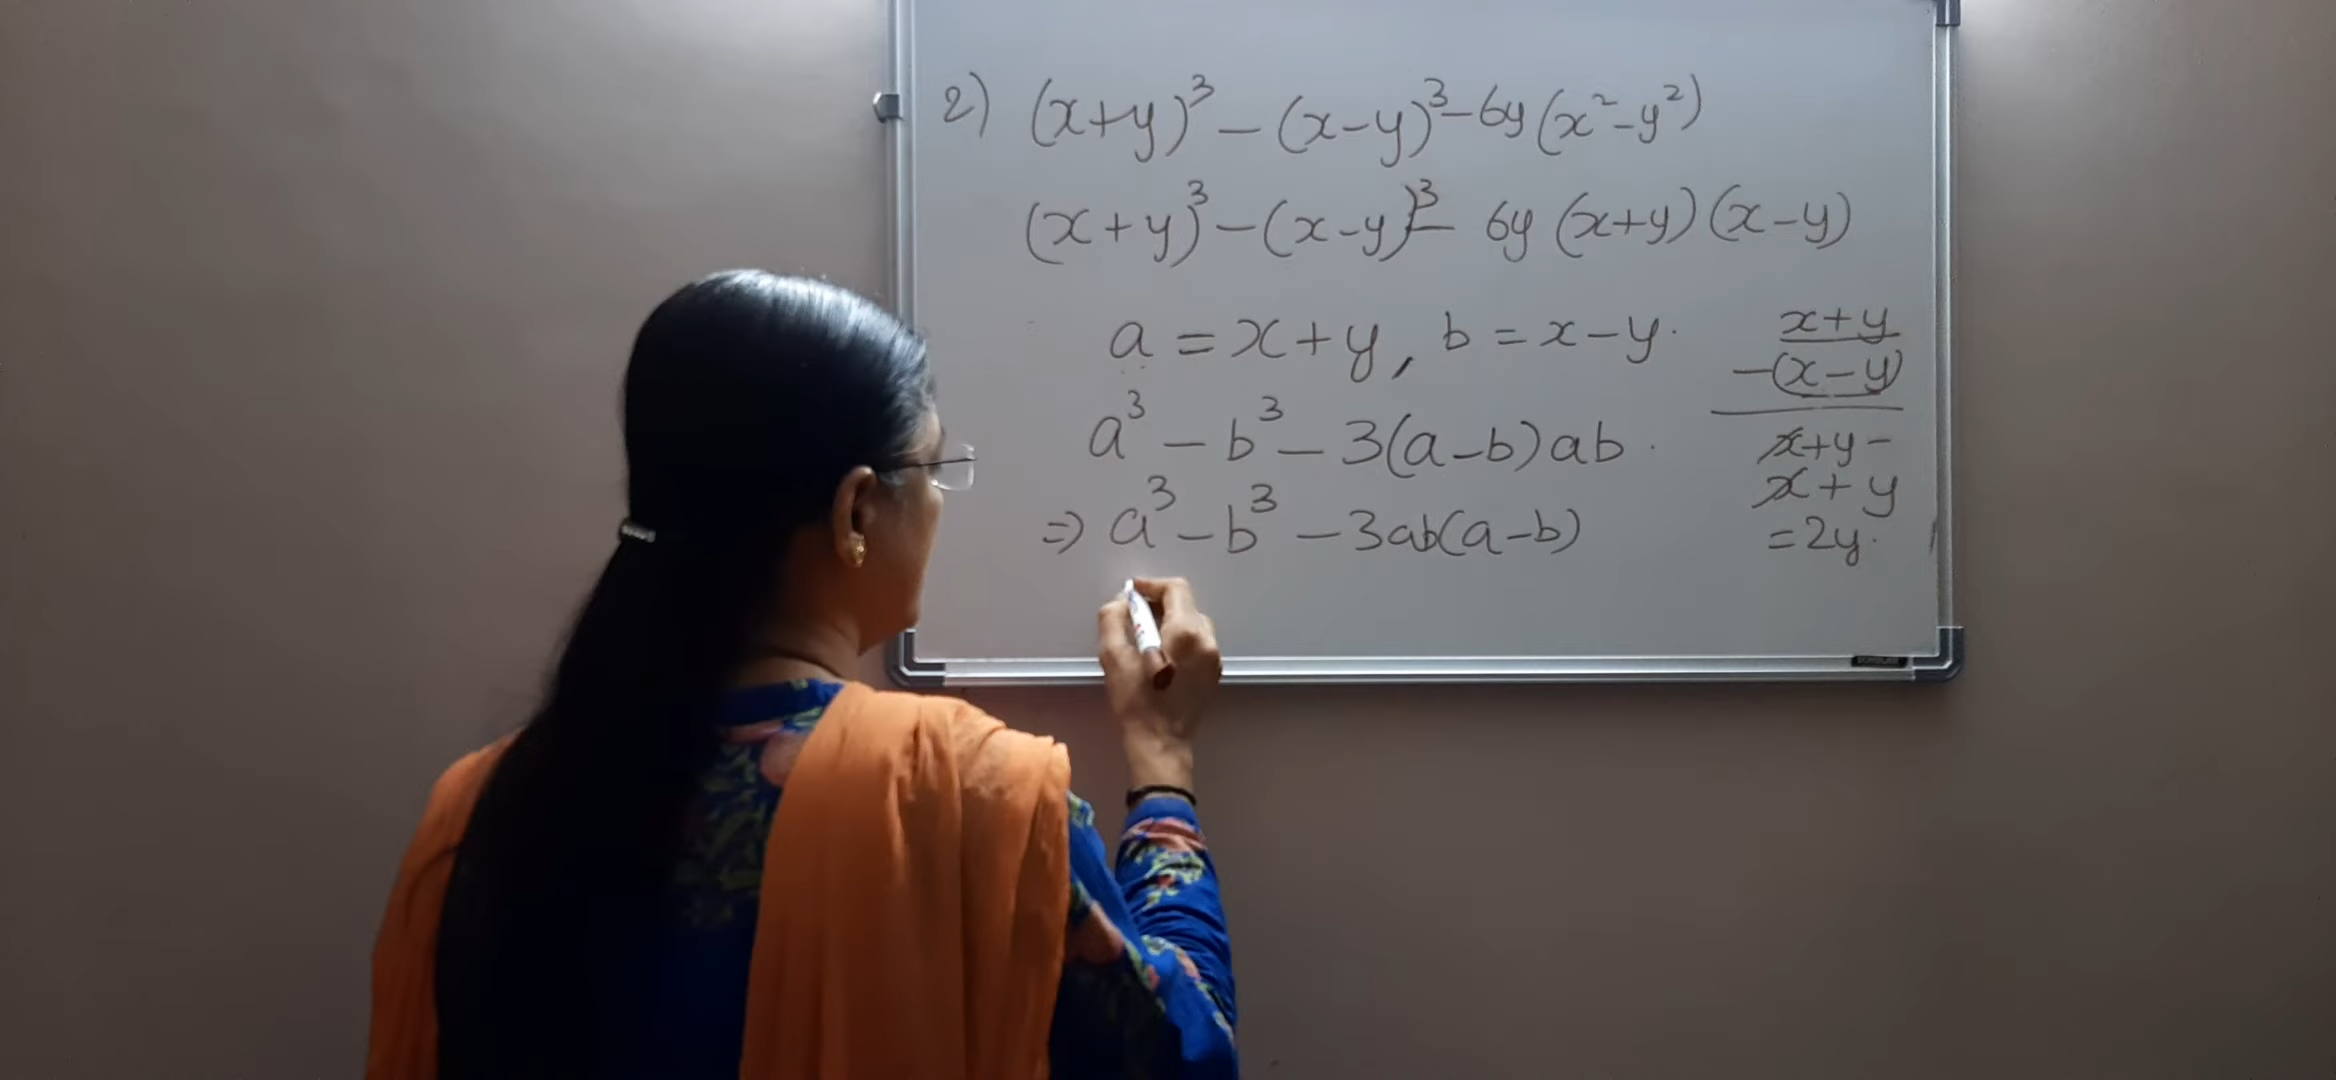 2) (x+y)³ – (x–y)³ – 6y (x² – y²)
(x+y)³ – (x–y)³ – 6y (x+y) (x–y)
a = x+y, b = x–y.
a³ – b³ – 3(a–b) ab.
⇒ a³ – b³ – 3ab(a–b)
x+y
–(x–y)
x+y –
x+y
=2y.